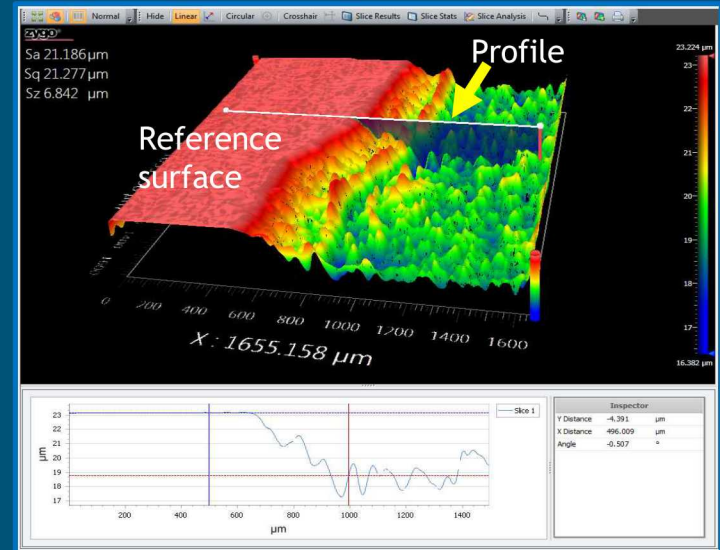 Normal Hide Linear Circular Crosshair Slice Results Slice Stats Slice Analysis
zygo
Sa 21.186 µm
Sq 21.277 µm
Sz 6.842 µm
Profile
Reference
surface
23.224 µm
23
22
21
20
19
18
17
16.382 µm
0 200 400 600 800 1000 1200 1400 1600
X : 1655.158 µm
Slice 1
23
22
21
20
19
18
17
µm
200 400 600 800 1000 1200 1400
µm
Inspector
Y Distance -4.391 µm
X Distance 496.009 µm
Angle -0.507 °